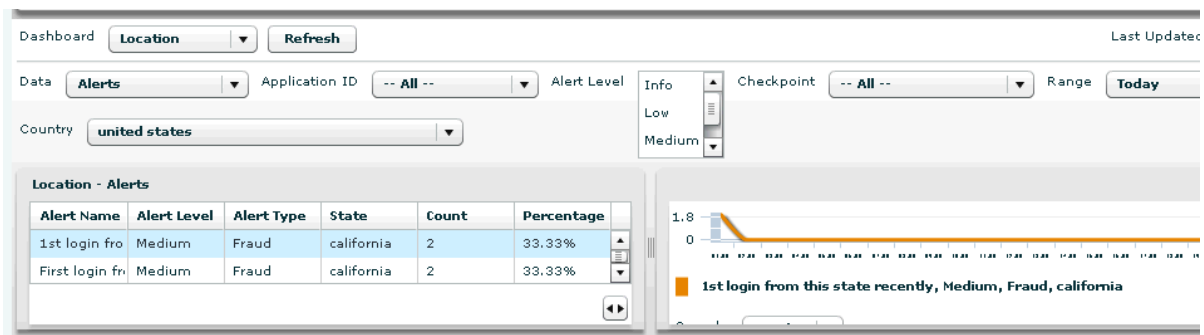 Dashboard Location Refresh Last Updated
Data Alerts Application ID -- All -- Alert Level Info Checkpoint -- All -- Range Today
Low
Medium
Country united states
Location - Alerts
Alert Name Alert Level Alert Type State Count Percentage
1st login fro Medium Fraud california 2 33.33%
First login fr Medium Fraud california 2 33.33%
1.8
0
1st login from this state recently, Medium, Fraud, california